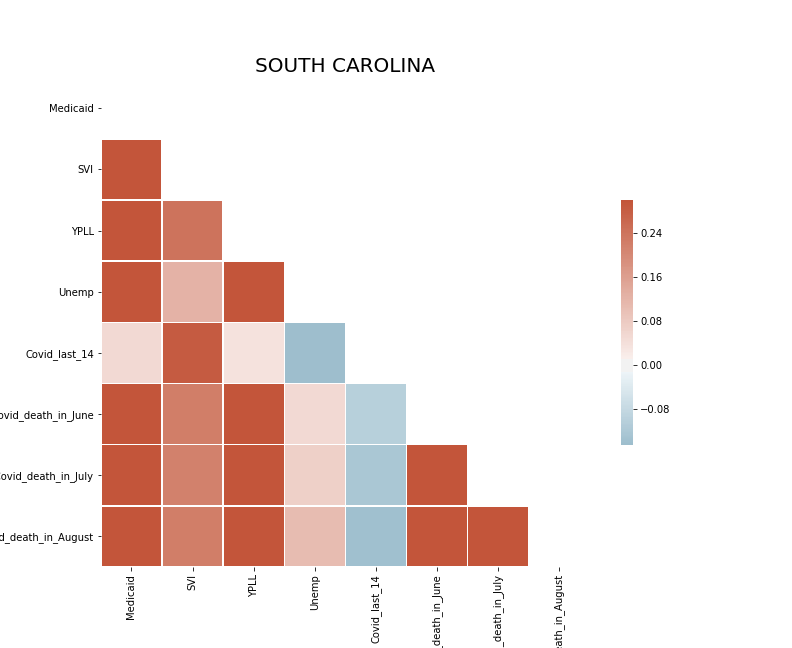 SOUTH CAROLINA
Medicaid
SVI
YPLL
Unemp
Covid_last_14
ovid_death_in_June
ovid_death_in_July
d_death_in_August
0.24
0.16
0.08
0.00
−0.08
Medicaid
SVI
YPLL
Unemp
Covid_last_14
_death_in_June
_death_in_July
eath_in_August